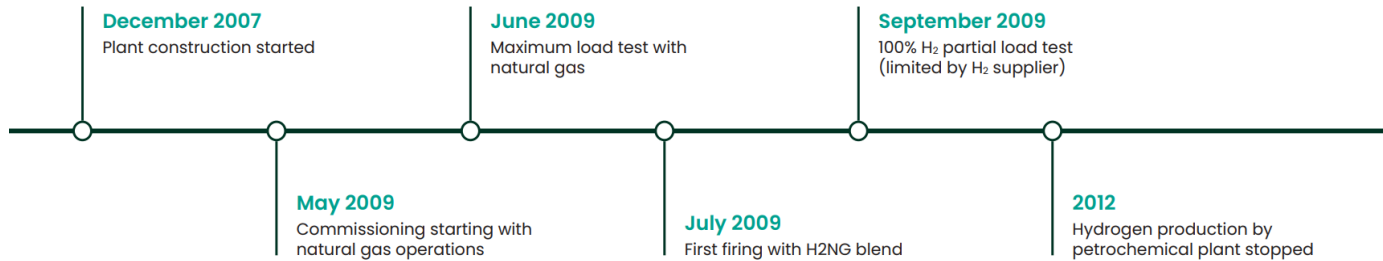 December 2007
Plant construction started
May 2009
Commissioning starting with
natural gas operations
June 2009
Maximum load test with
natural gas
July 2009
First firing with H2NG blend
September 2009
100% H₂ partial load test
(limited by H₂ supplier)
2012
Hydrogen production by
petrochemical plant stopped